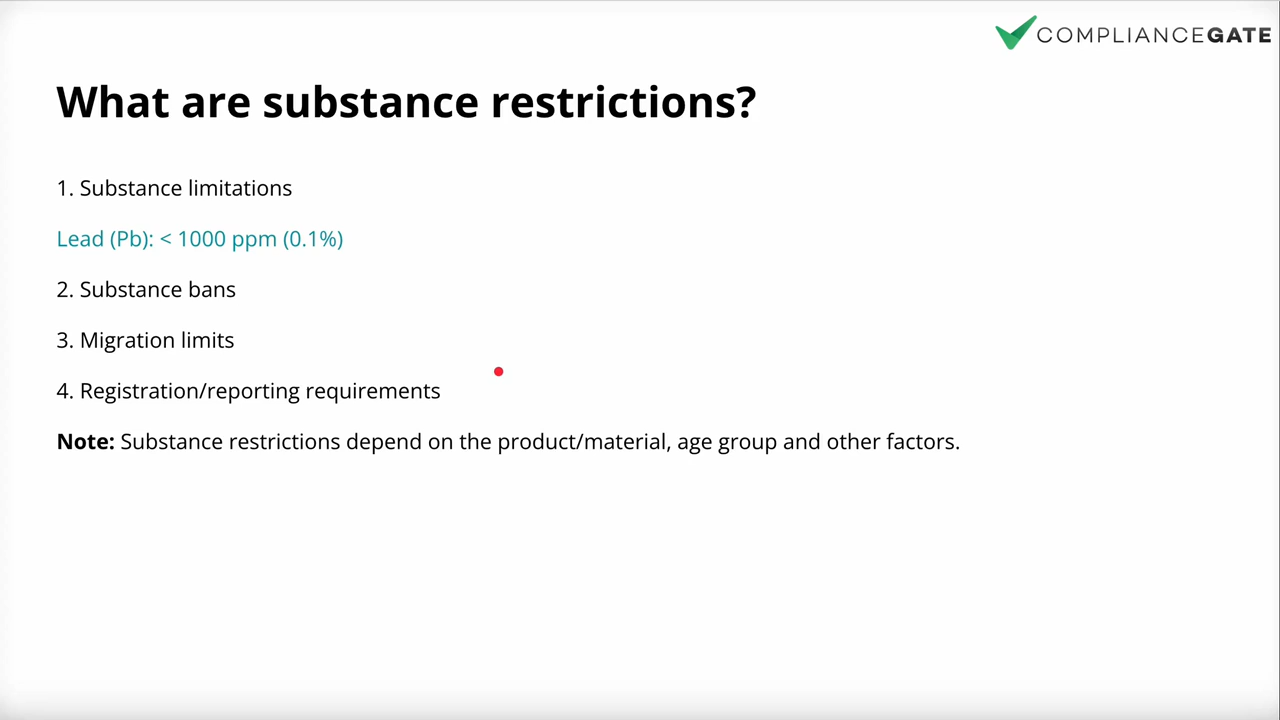 COMPLIANCEGATE
What are substance restrictions?
1. Substance limitations
Lead (Pb): < 1000 ppm (0.1%)
2. Substance bans
3. Migration limits
4. Registration/reporting requirements
Note: Substance restrictions depend on the product/material, age group and other factors.